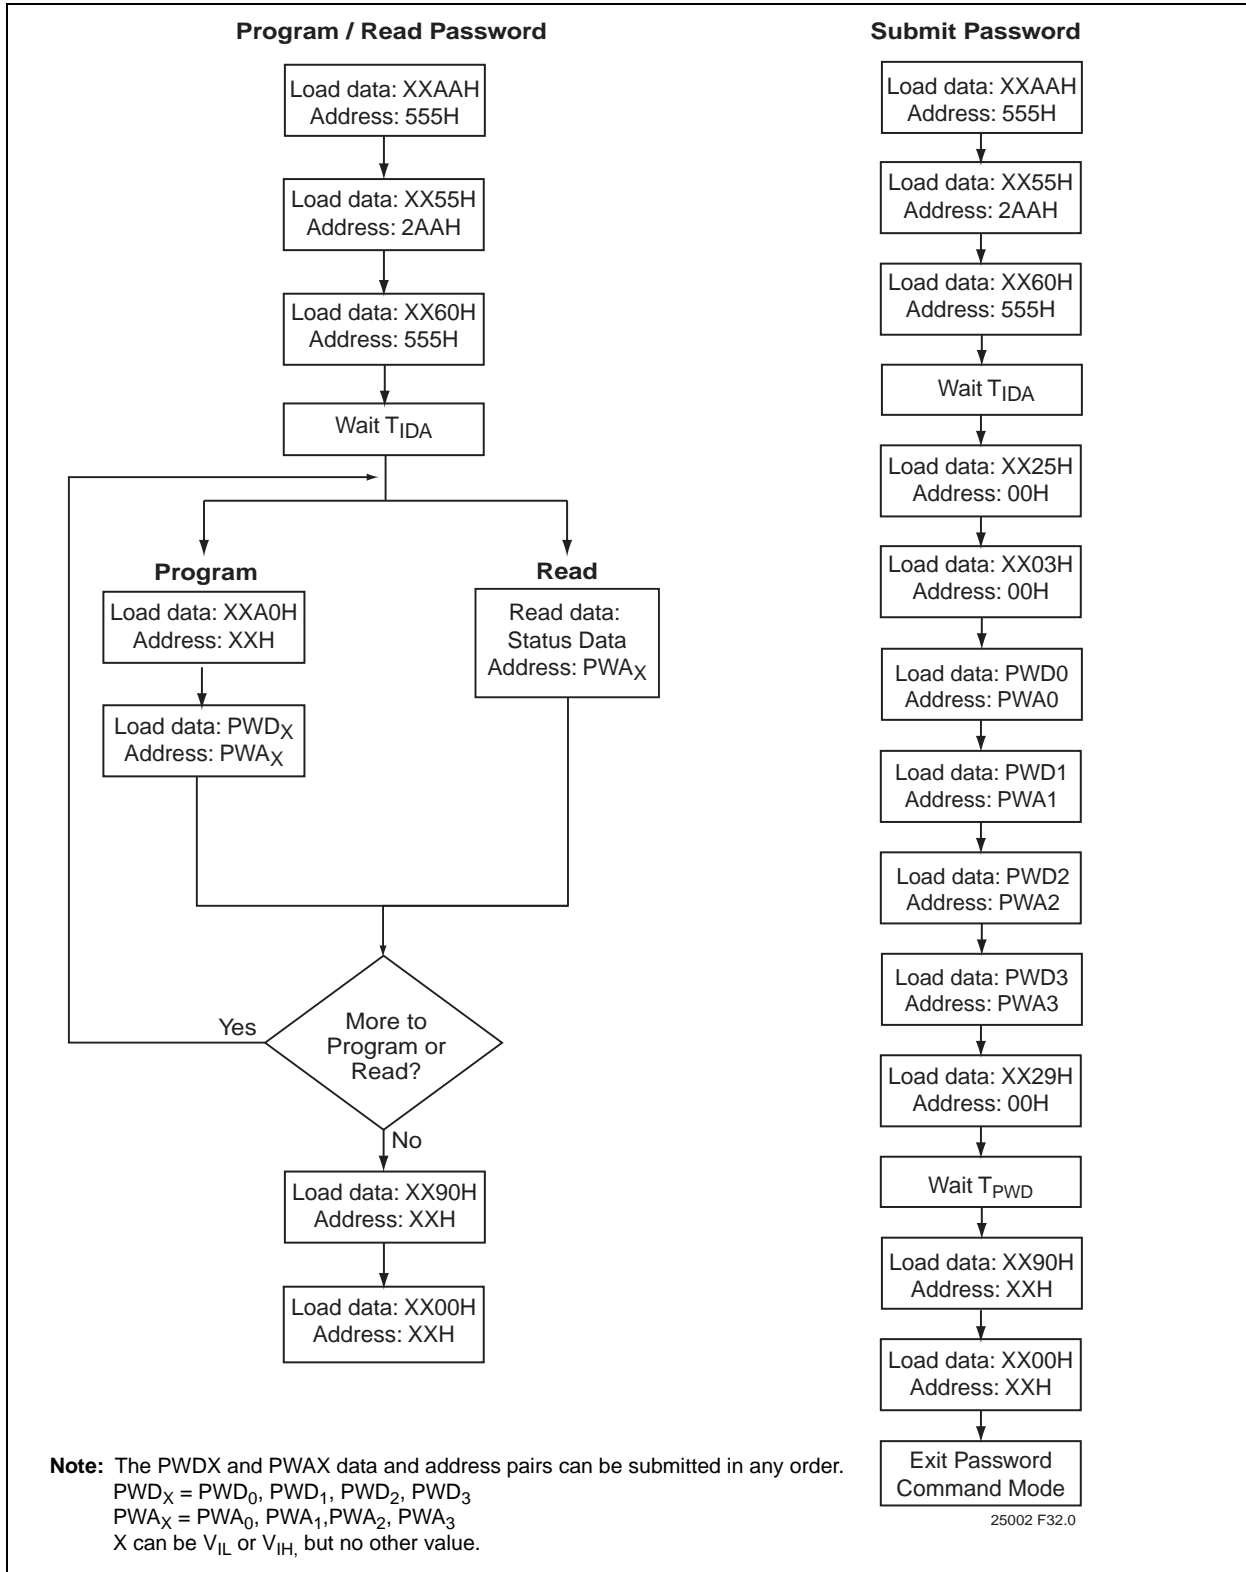 Program / Read Password
Load data: XXAAH
Address: 555H
Load data: XX55H
Address: 2AAH
Load data: XX60H
Address: 555H
Wait TIDA
Program
Load data: XXA0H
Address: XXH
Load data: PWDX
Address: PWAX
Read
Read data:
Status Data
Address: PWAX
More to
Program or
Read?
Yes
No
Load data: XX90H
Address: XXH
Load data: XX00H
Address: XXH
Submit Password
Load data: XXAAH
Address: 555H
Load data: XX55H
Address: 2AAH
Load data: XX60H
Address: 555H
Wait TIDA
Load data: XX25H
Address: 00H
Load data: XX03H
Address: 00H
Load data: PWD0
Address: PWA0
Load data: PWD1
Address: PWA1
Load data: PWD2
Address: PWA2
Load data: PWD3
Address: PWA3
Load data: XX29H
Address: 00H
Wait TPWD
Load data: XX90H
Address: XXH
Load data: XX00H
Address: XXH
Exit Password
Command Mode
25002 F32.0
Note: The PWDX and PWAX data and address pairs can be submitted in any order.
PWDX = PWD0, PWD1, PWD2, PWD3
PWAX = PWA0, PWA1,PWA2, PWA3
X can be VIL or VIH, but no other value.